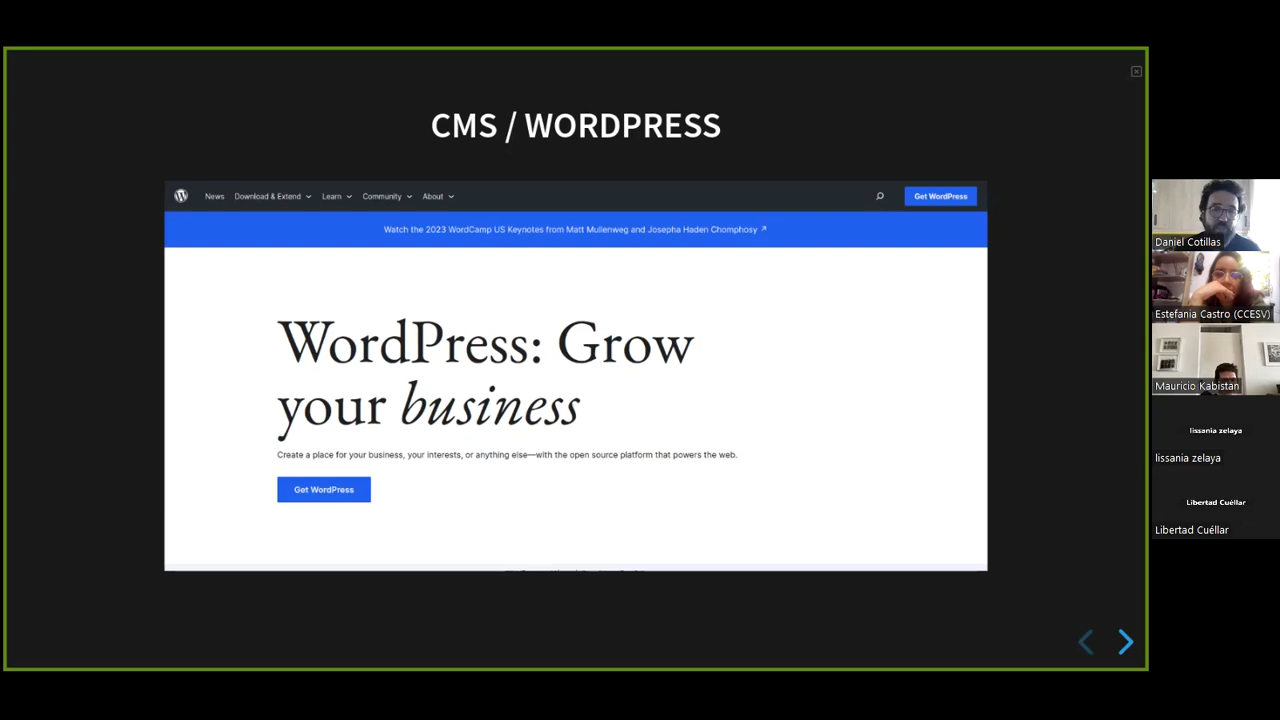 CMS / WORDPRESS
News Download & Extend Learn Community About Get WordPress
Watch the 2023 WordCamp US Keynotes from Matt Mullenweg and Josepha Haden Chomphosy ↗
WordPress: Grow
your business
Create a place for your business, your interests, or anything else—with the open source platform that powers the web.
Get WordPress
Daniel Cotillas
Estefania Castro (CCESV)
Mauricio Kabistan
lissania zelaya
lissania zelaya
Libertad Cuéllar
Libertad Cuéllar